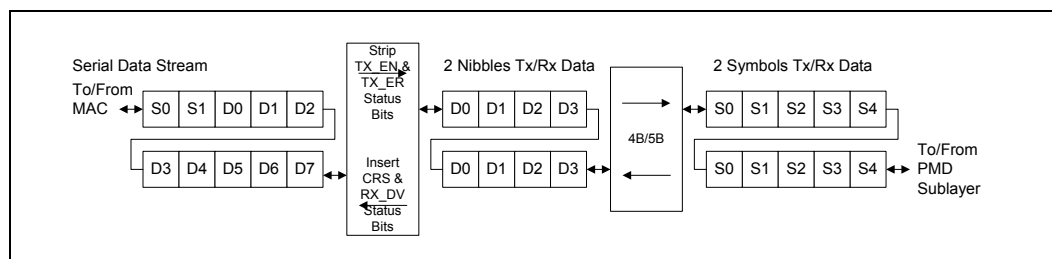 Serial Data Stream
To/From
MAC
S0 S1 D0 D1 D2
D3 D4 D5 D6 D7
Strip
TX_EN &
TX_ER
Status
Bits
Insert
CRS &
RX_DV
Status
Bits
2 Nibbles Tx/Rx Data
D0 D1 D2 D3
D0 D1 D2 D3
4B/5B
2 Symbols Tx/Rx Data
S0 S1 S2 S3 S4
S0 S1 S2 S3 S4
To/From
PMD
Sublayer